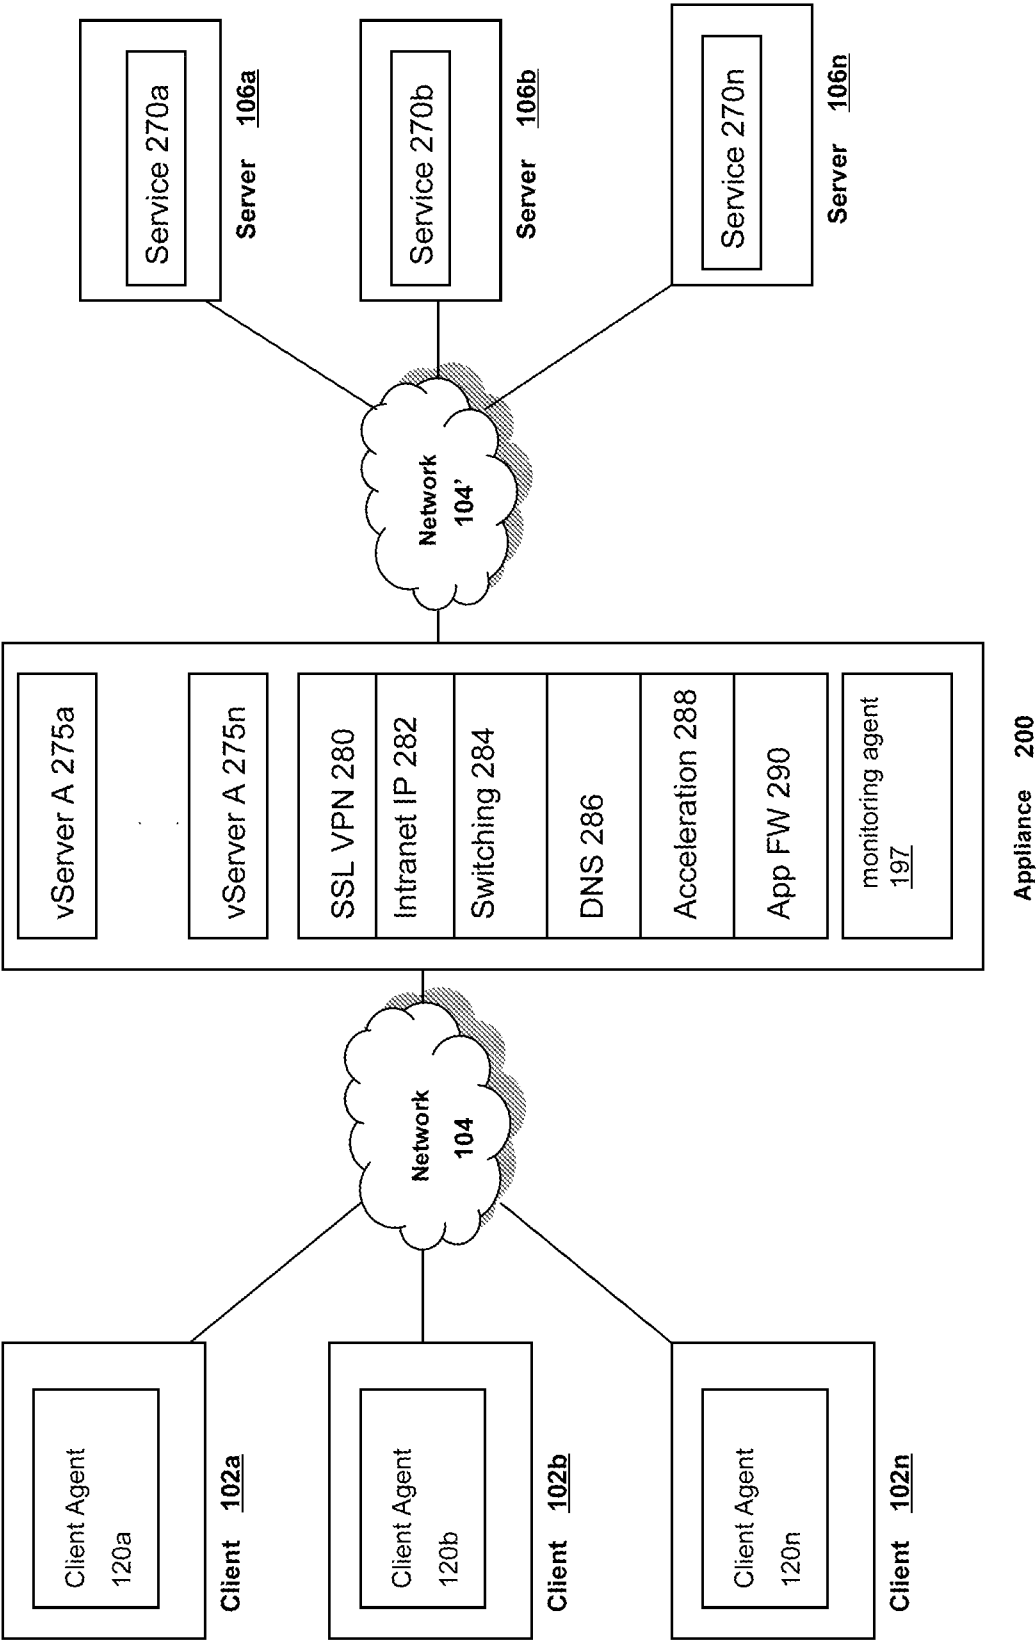 Client Agent
120a
Client 102a
Client Agent
120b
Client 102b
Client Agent
120n
Client 102n
Network
104
vServer A 275a
vServer A 275n
SSL VPN 280
Intranet IP 282
Switching 284
DNS 286
Acceleration 288
App FW 290
monitoring agent
197
Appliance 200
Network
104’
Service 270a
Server 106a
Service 270b
Server 106b
Service 270n
Server 106n